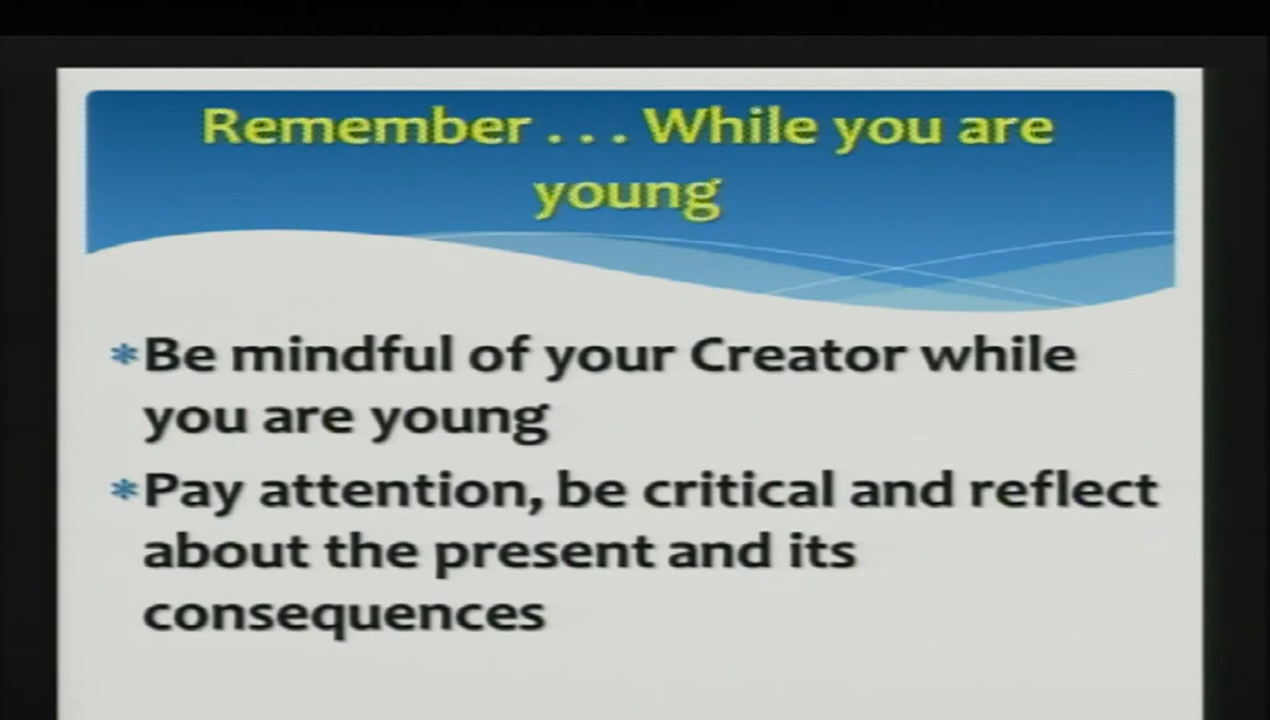 Remember . . . While you are
young
*Be mindful of your Creator while
you are young
*Pay attention, be critical and reflect
about the present and its
consequences